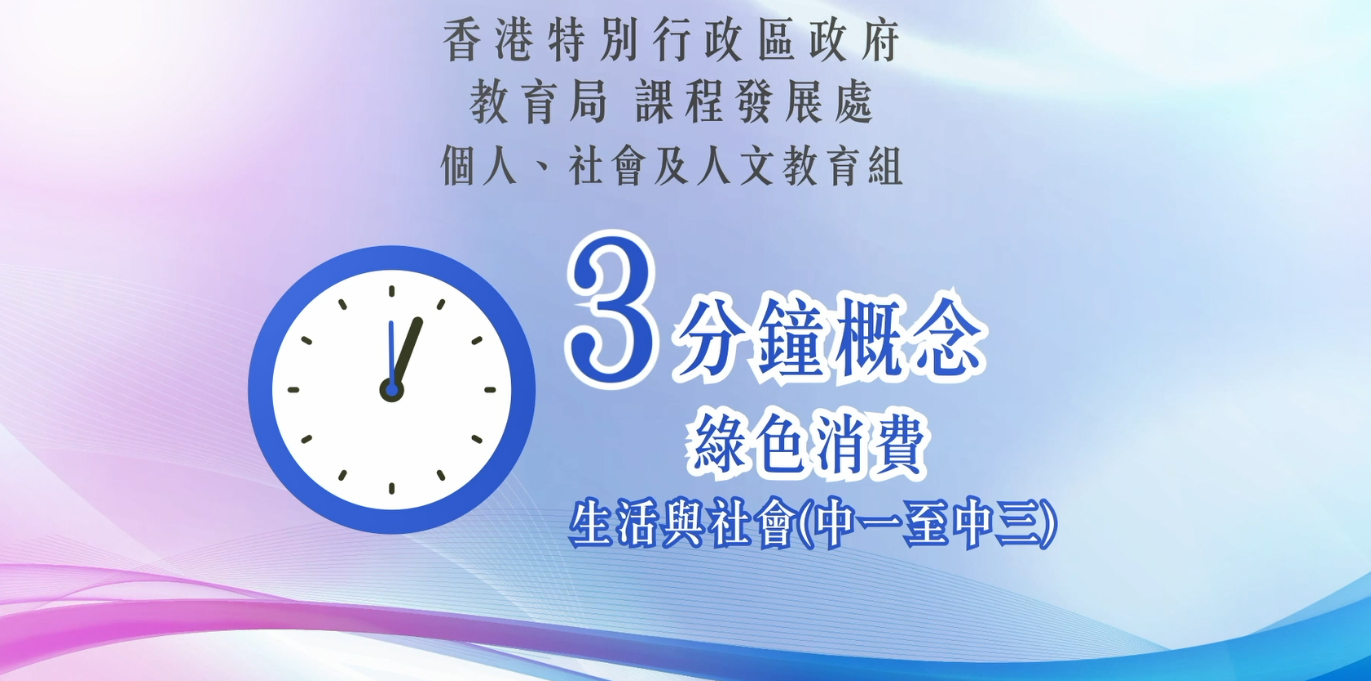 香港特別行政區政府
教育局 課程發展處
個人、社會及人文教育組
3分鐘概念
綠色消費
生活與社會(中一至中三)